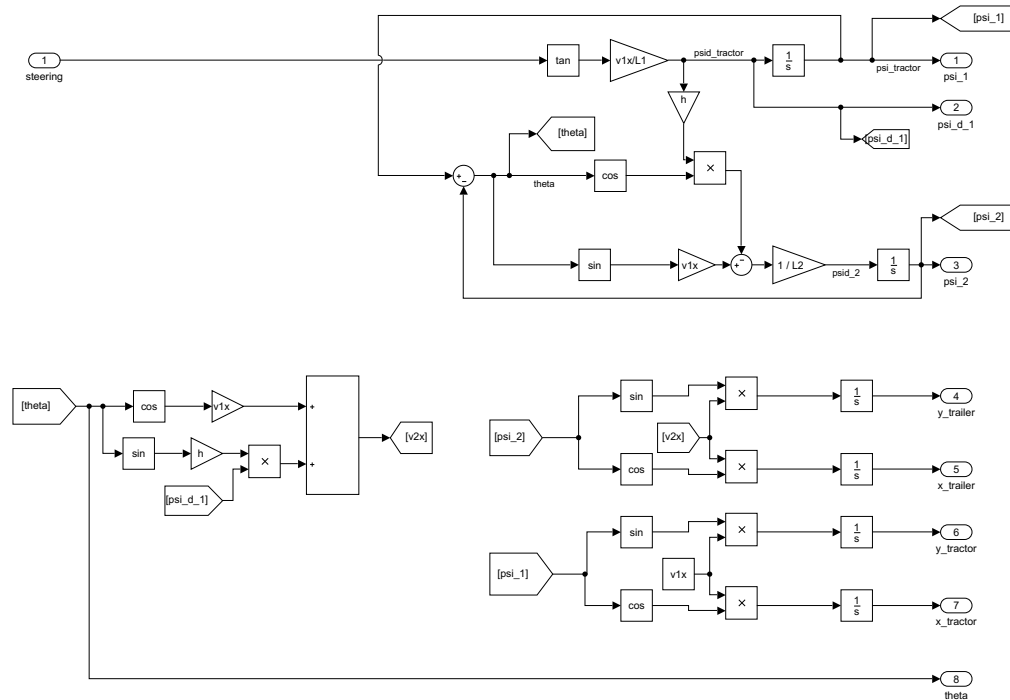 [psi_1]
1
steering
tan
v1x/L1
psid_tractor
1
s
psi_tractor
1
psi_1
h
2
psi_d_1
[theta]
[psi_d_1]
+
−
theta
cos
×
[psi_2]
sin
v1x
+
−
1 / L2
psid_2
1
s
3
psi_2
[theta]
cos
v1x
+
sin
h
×
+
[psi_d_1]
[v2x]
[psi_2]
sin
×
1
s
4
y_trailer
[v2x]
cos
×
1
s
5
x_trailer
[psi_1]
sin
×
1
s
6
y_tractor
v1x
cos
×
1
s
7
x_tractor
8
theta